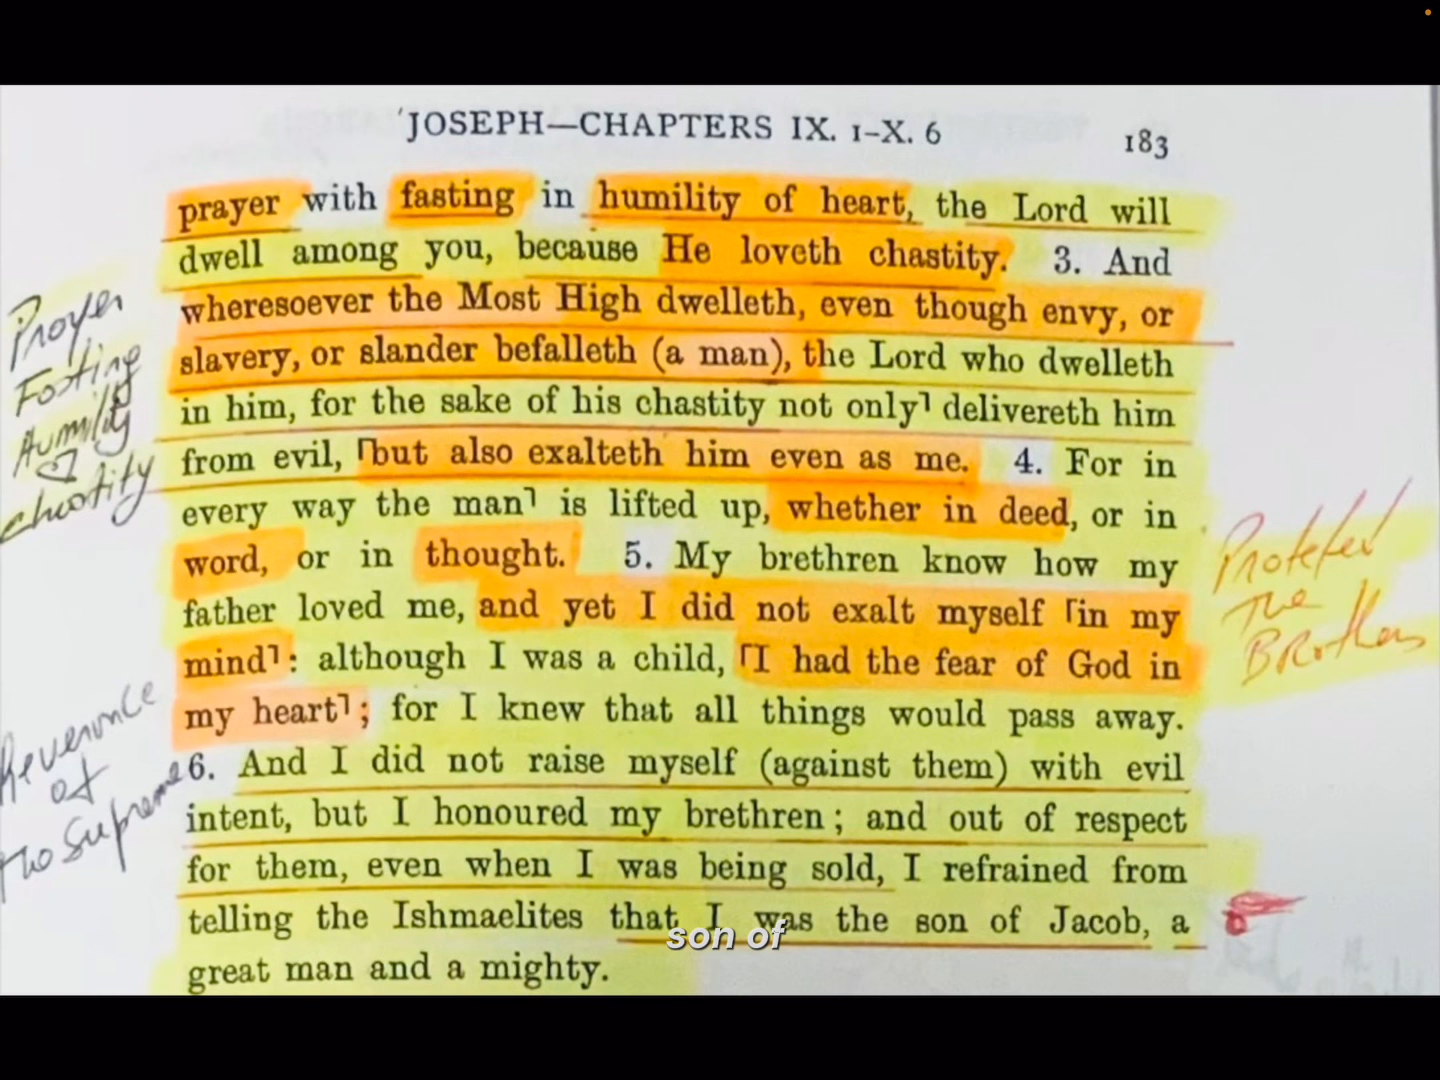 JOSEPH—CHAPTERS IX. 1–X. 6
183
prayer with fasting in humility of heart, the Lord will
dwell among you, because He loveth chastity. 3. And
wheresoever the Most High dwelleth, even though envy, or
slavery, or slander befalleth (a man), the Lord who dwelleth
in him, for the sake of his chastity not only⌉ delivereth him
from evil, ⌈but also exalteth him even as me. 4. For in
every way the man⌉ is lifted up, whether in deed, or in
word, or in thought. 5. My brethren know how my
father loved me, and yet I did not exalt myself ⌈in my
mind⌉: although I was a child, ⌈I had the fear of God in
my heart⌉; for I knew that all things would pass away.
6. And I did not raise myself (against them) with evil
intent, but I honoured my brethren; and out of respect
for them, even when I was being sold, I refrained from
telling the Ishmaelites that I was the son of Jacob, a
great man and a mighty.
Prayer
Fasting
Humility
Chastity
Reverence
of
the Supreme
Protected
The
Brothers
son of